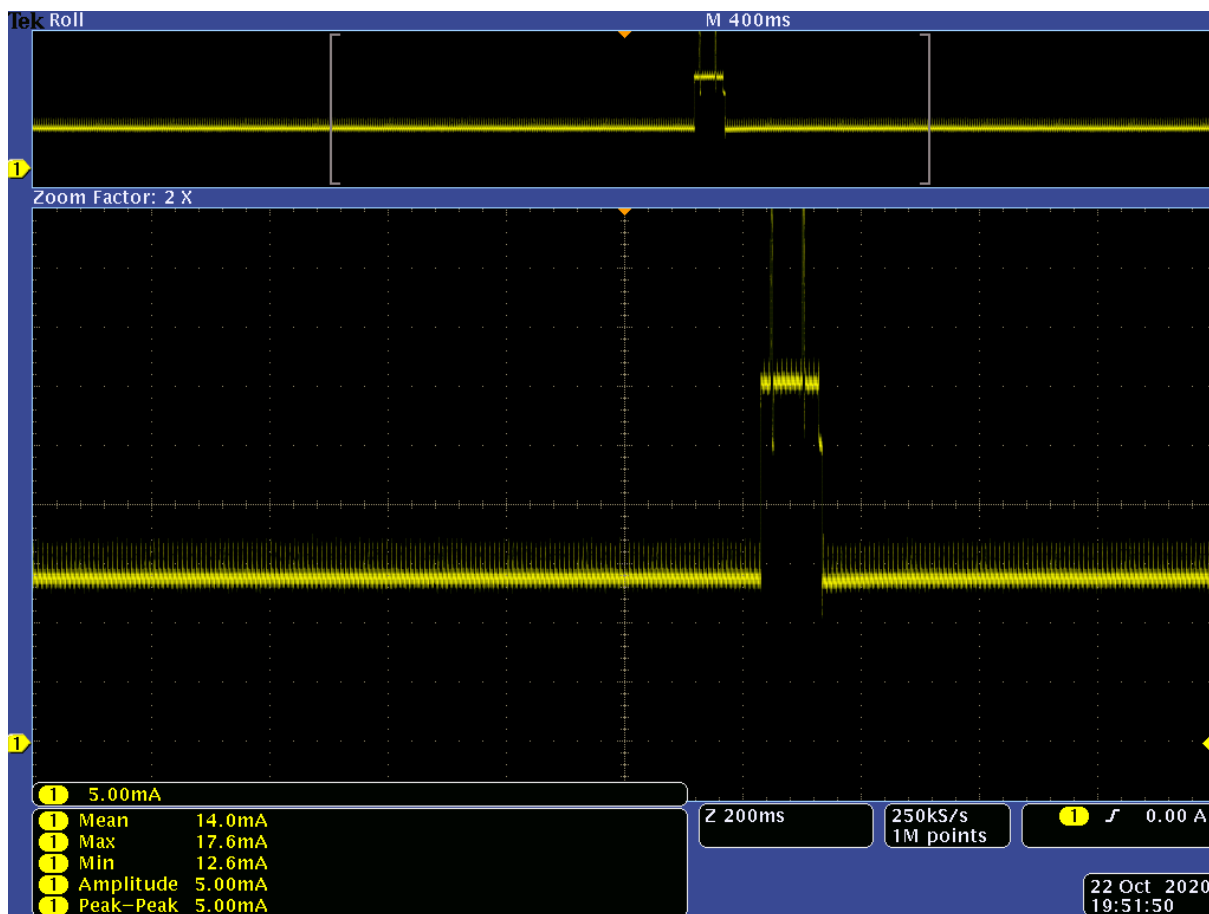 Tek Roll M 400ms
1
Zoom Factor: 2 X
1
1 5.00mA
1 Mean 14.0mA
1 Max 17.6mA
1 Min 12.6mA
1 Amplitude 5.00mA
1 Peak-Peak 5.00mA
Z 200ms
250kS/s
1M points
1 0.00 A
22 Oct 2020
19:51:50